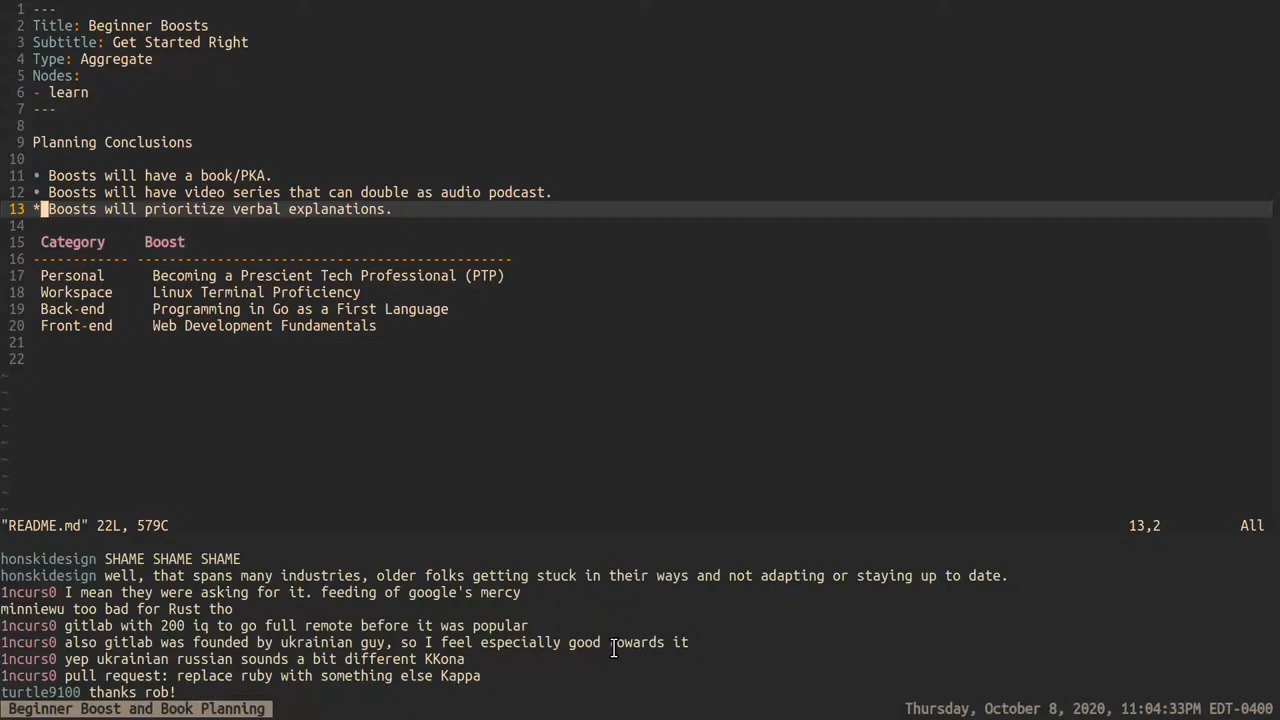 1 ---
2 Title: Beginner Boosts
3 Subtitle: Get Started Right
4 Type: Aggregate
5 Nodes:
6 - learn
7 ---
8
9 Planning Conclusions
10
11 • Boosts will have a book/PKA.
12 • Boosts will have video series that can double as audio podcast.
13 * Boosts will prioritize verbal explanations.
14
15 Category Boost
16 ------------ -----------------------------------------------
17 Personal Becoming a Prescient Tech Professional (PTP)
18 Workspace Linux Terminal Proficiency
19 Back-end Programming in Go as a First Language
20 Front-end Web Development Fundamentals
21
22
~
~
~
~
~
~
~
~
~
"README.md" 22L, 579C 13,2 All
honskidesign SHAME SHAME SHAME
honskidesign well, that spans many industries, older folks getting stuck in their ways and not adapting or staying up to date.
1ncurs0 I mean they were asking for it. feeding of google's mercy
minniewu too bad for Rust tho
1ncurs0 gitlab with 200 iq to go full remote before it was popular
1ncurs0 also gitlab was founded by ukrainian guy, so I feel especially good towards it
1ncurs0 yep ukrainian russian sounds a bit different KKona
1ncurs0 pull request: replace ruby with something else Kappa
turtle9100 thanks rob!
Beginner Boost and Book Planning Thursday, October 8, 2020, 11:04:33PM EDT-0400